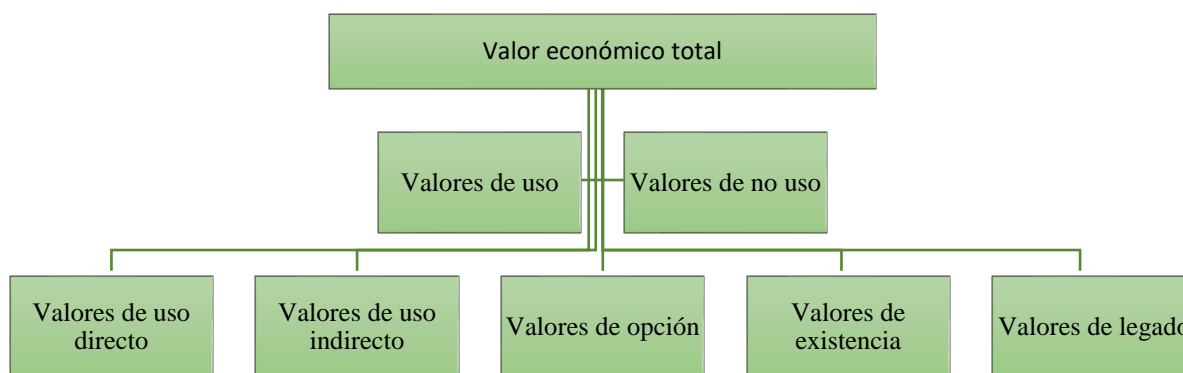 Valor económico total
Valores de uso
Valores de no uso
Valores de uso
directo
Valores de uso
indirecto
Valores de opción
Valores de
existencia
Valores de legado